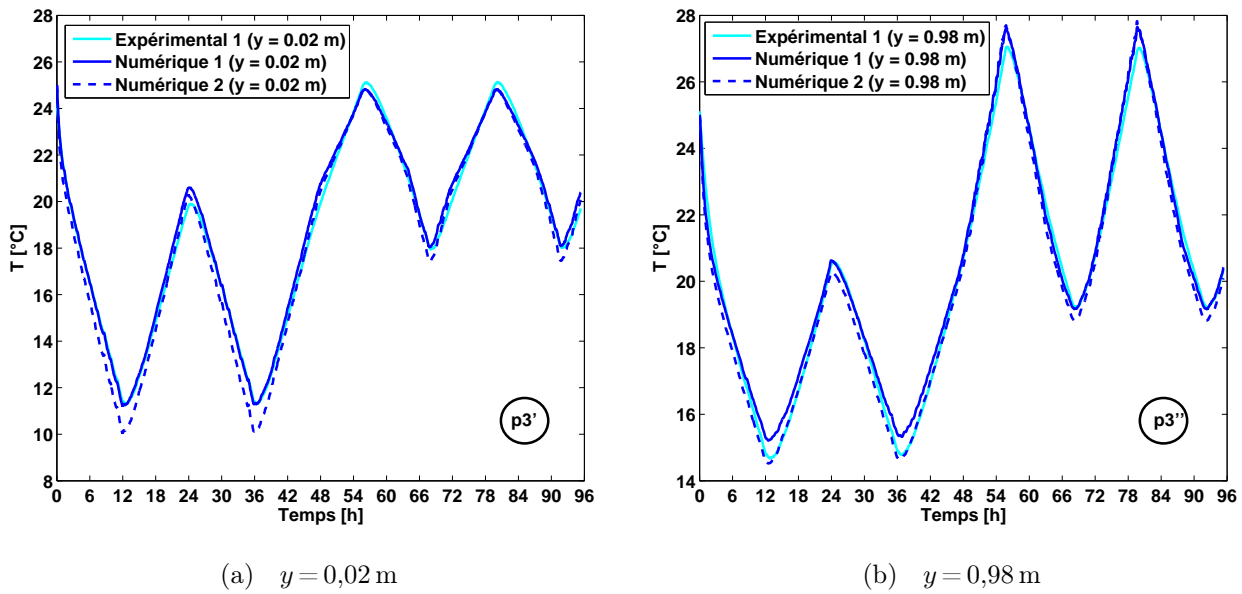 Expérimental 1 (y = 0.02 m)
Numérique 1 (y = 0.02 m)
Numérique 2 (y = 0.02 m)
28
26
24
22
20
18
16
14
12
10
8
T [°C]
0 6 12 18 24 30 36 42 48 54 60 66 72 78 84 90 96
Temps [h]
p3'
(a) y = 0,02 m
Expérimental 1 (y = 0.98 m)
Numérique 1 (y = 0.98 m)
Numérique 2 (y = 0.98 m)
28
26
24
22
20
18
16
14
T [°C]
0 6 12 18 24 30 36 42 48 54 60 66 72 78 84 90 96
Temps [h]
p3''
(b) y = 0,98 m